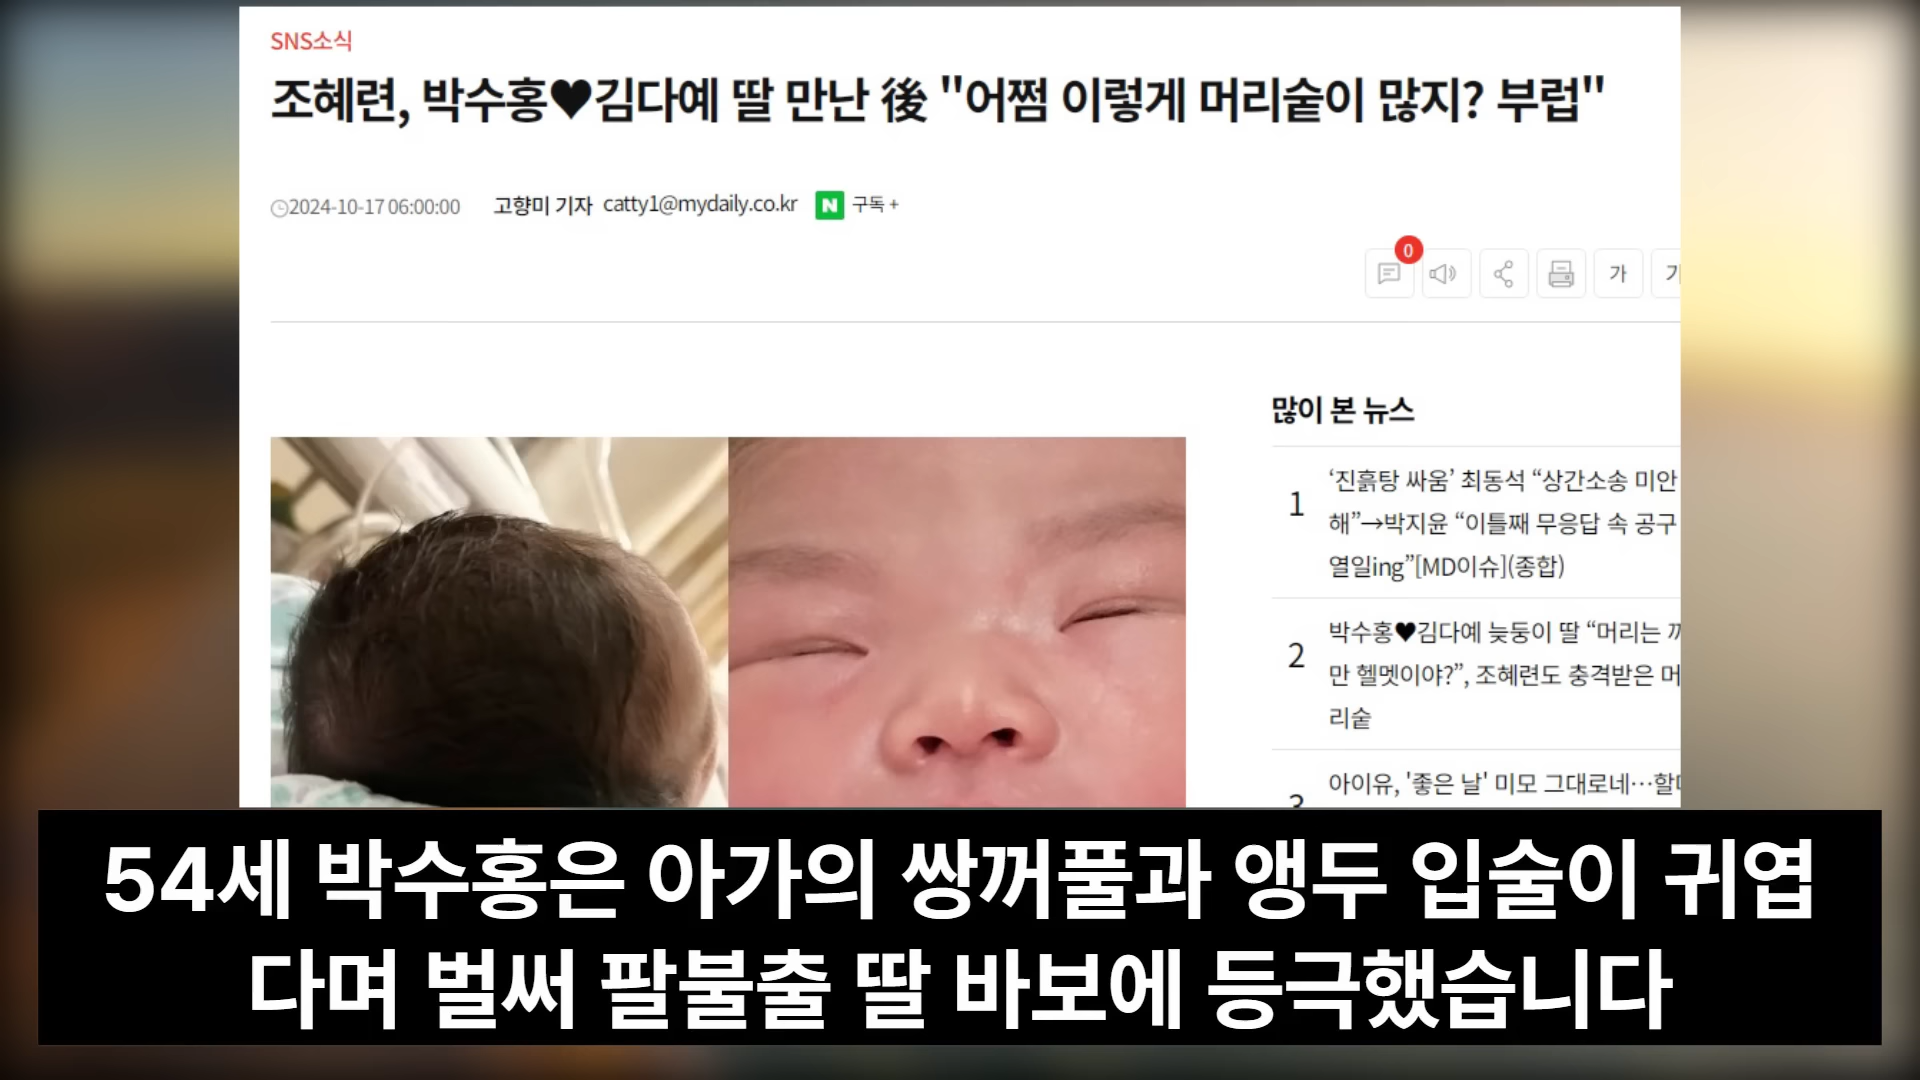 SNS소식
조혜련, 박수홍♥김다예 딸 만난 後 "어쩜 이렇게 머리숱이 많지? 부럽"
2024-10-17 06:00:00 고향미 기자 catty1@mydaily.co.kr N 구독 +
0
가
많이 본 뉴스
1 ‘진흙탕 싸움’ 최동석 “상간소송 미안
해”→박지윤 “이틀째 무응답 속 공구
열일ing”[MD이슈](종합)
2 박수홍♥김다예 늦둥이 딸 “머리는 까
만 헬멧이야?”, 조혜련도 충격받은 머
리숱
3 아이유, '좋은 날' 미모 그대로네…
54세 박수홍은 아가의 쌍꺼풀과 앵두 입술이 귀엽
다며 벌써 팔불출 딸 바보에 등극했습니다